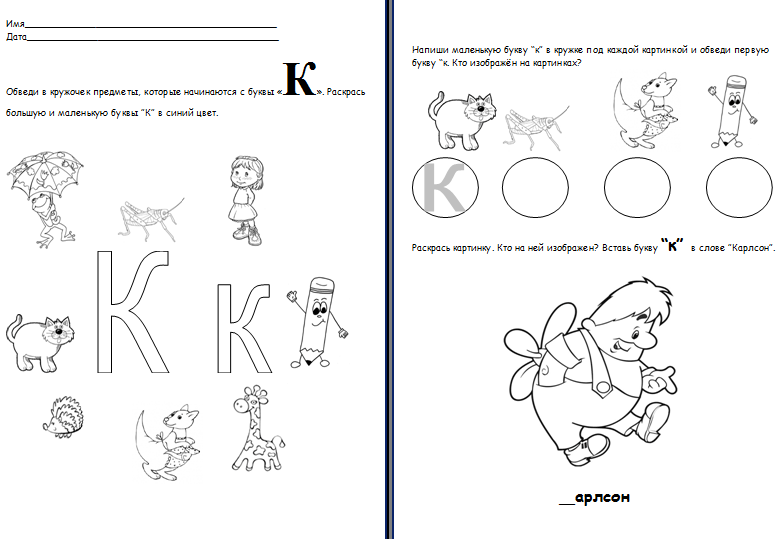 Имя
Дата
Обведи в кружочек предметы, которые начинаются с буквы «К». Раскрась
большую и маленькую буквы "К" в синий цвет.
К к
Напиши маленькую букву "к" в кружке под каждой картинкой и обведи первую
букву "к. Кто изображён на картинках?
к
Раскрась картинку. Кто на ней изображен? Вставь букву "К" в слове "Карлсон".
__арлсон